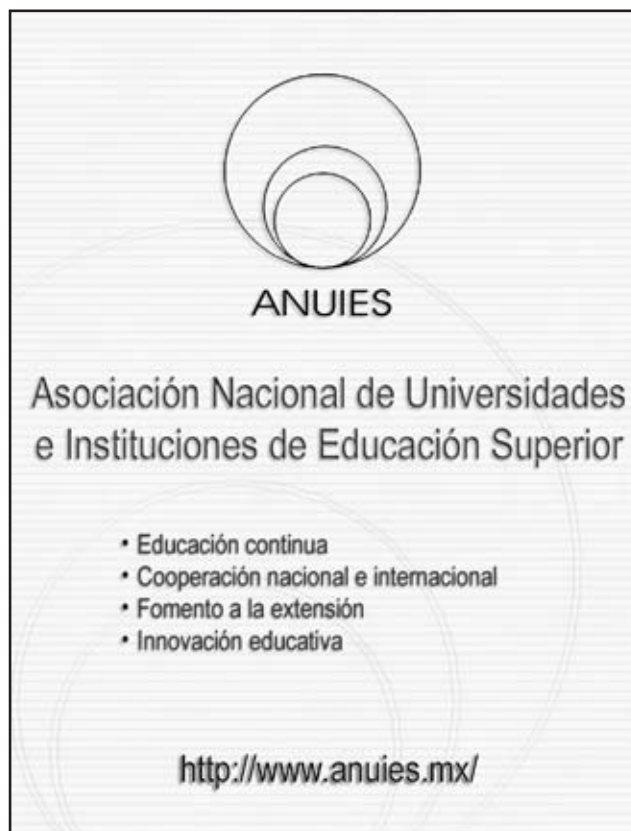 ANUIES
Asociación Nacional de Universidades
e Instituciones de Educación Superior
• Educación continua
• Cooperación nacional e internacional
• Fomento a la extensión
• Innovación educativa
http://www.anuies.mx/